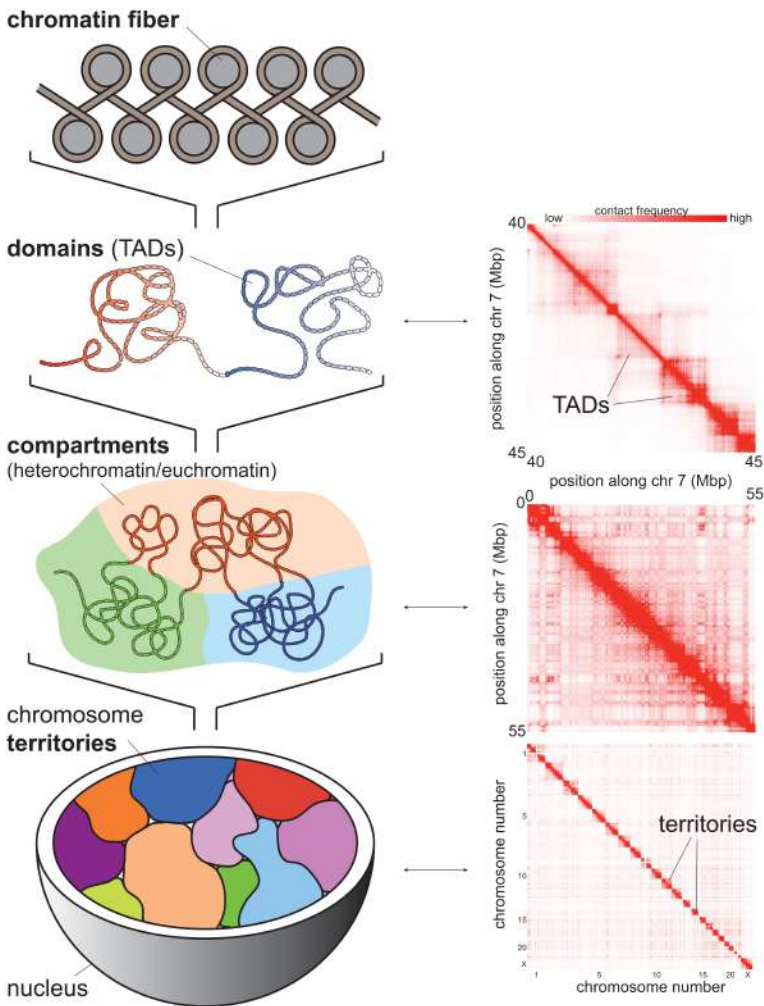 chromatin fiber
domains (TADs)
contact frequency
low high
40
position along chr 7 (Mbp)
TADs
45
40 45
position along chr 7 (Mbp)
compartments
(heterochromatin/euchromatin)
0 55
0
position along chr 7 (Mbp)
55
chromosome
territories
1
5
10
15
20
X
chromosome number
territories
1 5 10 15 20 X
chromosome number
nucleus